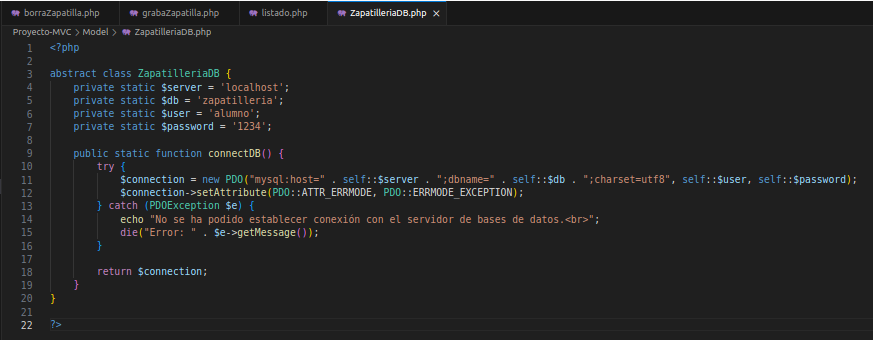 borraZapatilla.php grabaZapatilla.php listado.php ZapatilleriaDB.php ×
Proyecto-MVC > Model > ZapatilleriaDB.php
1 <?php
2
3 abstract class ZapatilleriaDB {
4     private static $server = 'localhost';
5     private static $db = 'zapatilleria';
6     private static $user = 'alumno';
7     private static $password = '1234';
8
9     public static function connectDB() {
10         try {
11             $connection = new PDO("mysql:host=" . self::$server . ";dbname=" . self::$db . ";charset=utf8", self::$user, self::$password);
12             $connection->setAttribute(PDO::ATTR_ERRMODE, PDO::ERRMODE_EXCEPTION);
13         } catch (PDOException $e) {
14             echo "No se ha podido establecer conexión con el servidor de bases de datos.<br>";
15             die("Error: " . $e->getMessage());
16         }
17
18         return $connection;
19     }
20 }
21
22 ?>